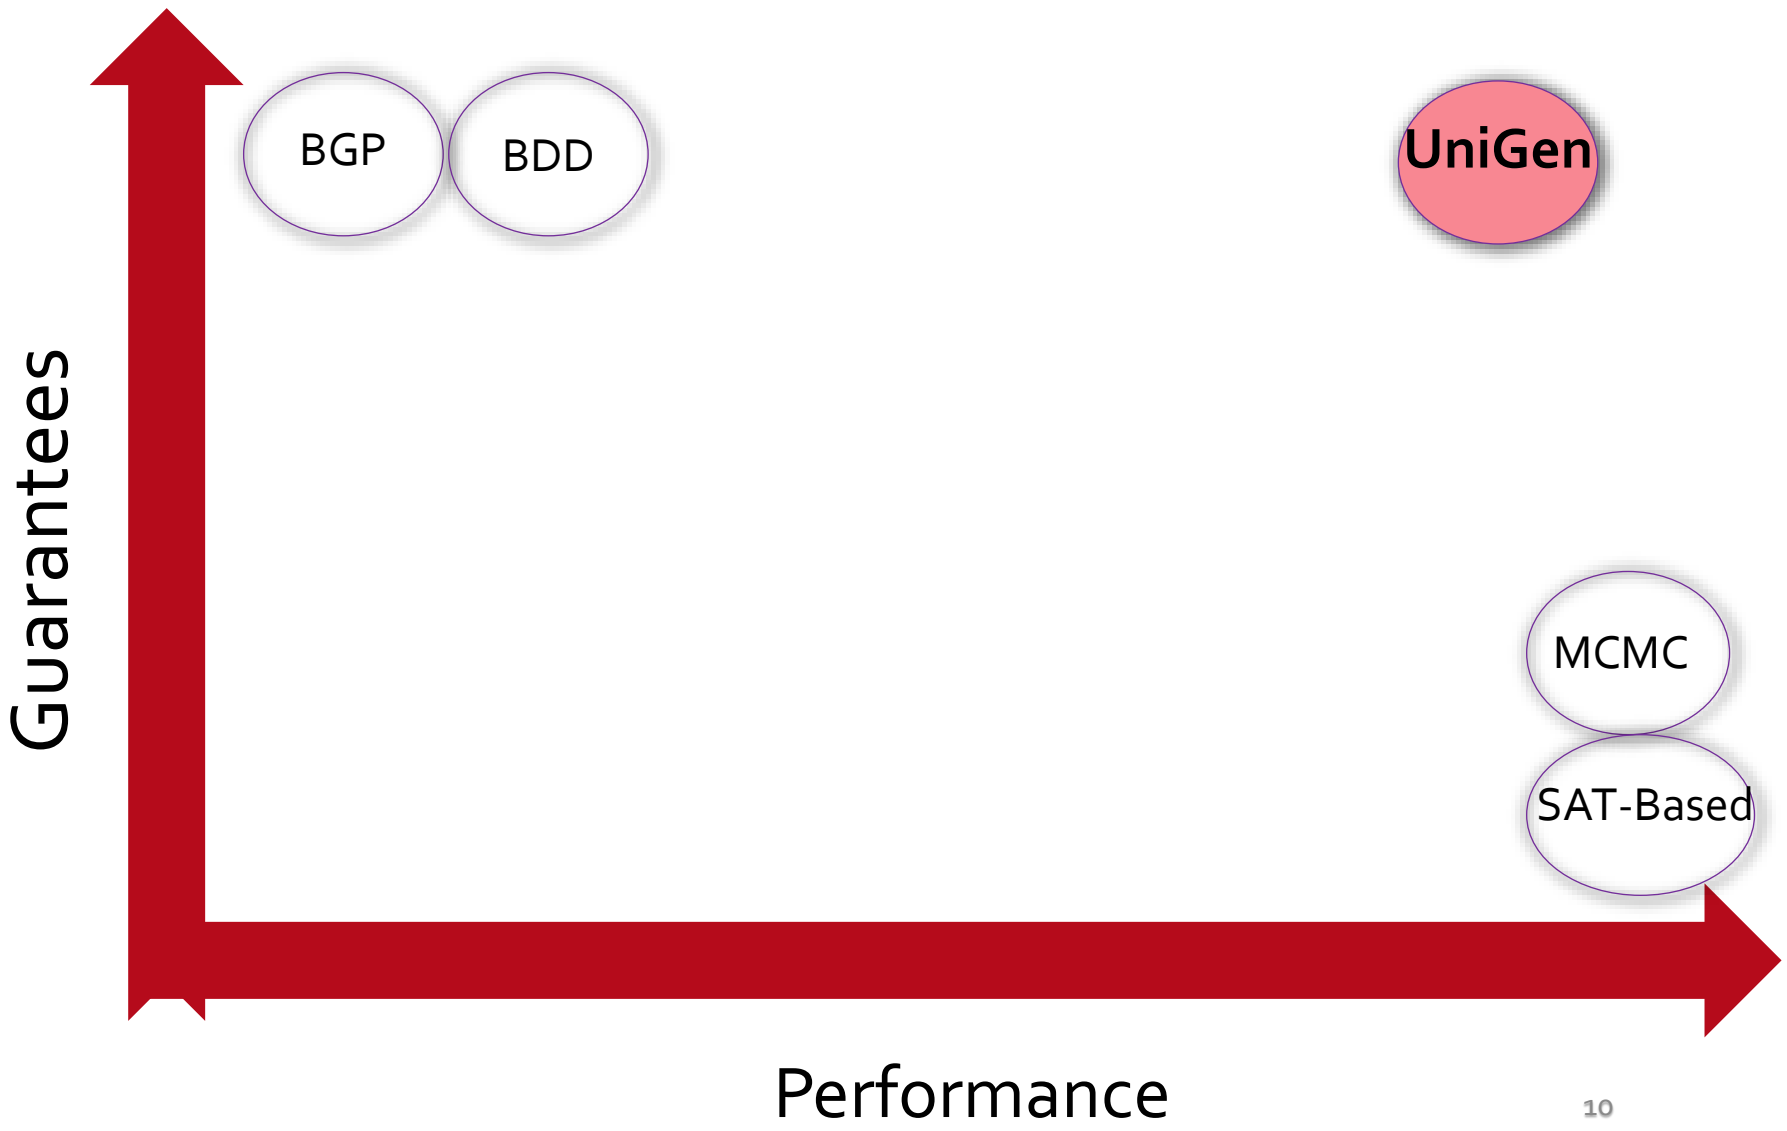 BGP
BDD
UniGen
Guarantees
MCMC
SAT-Based
Performance
10